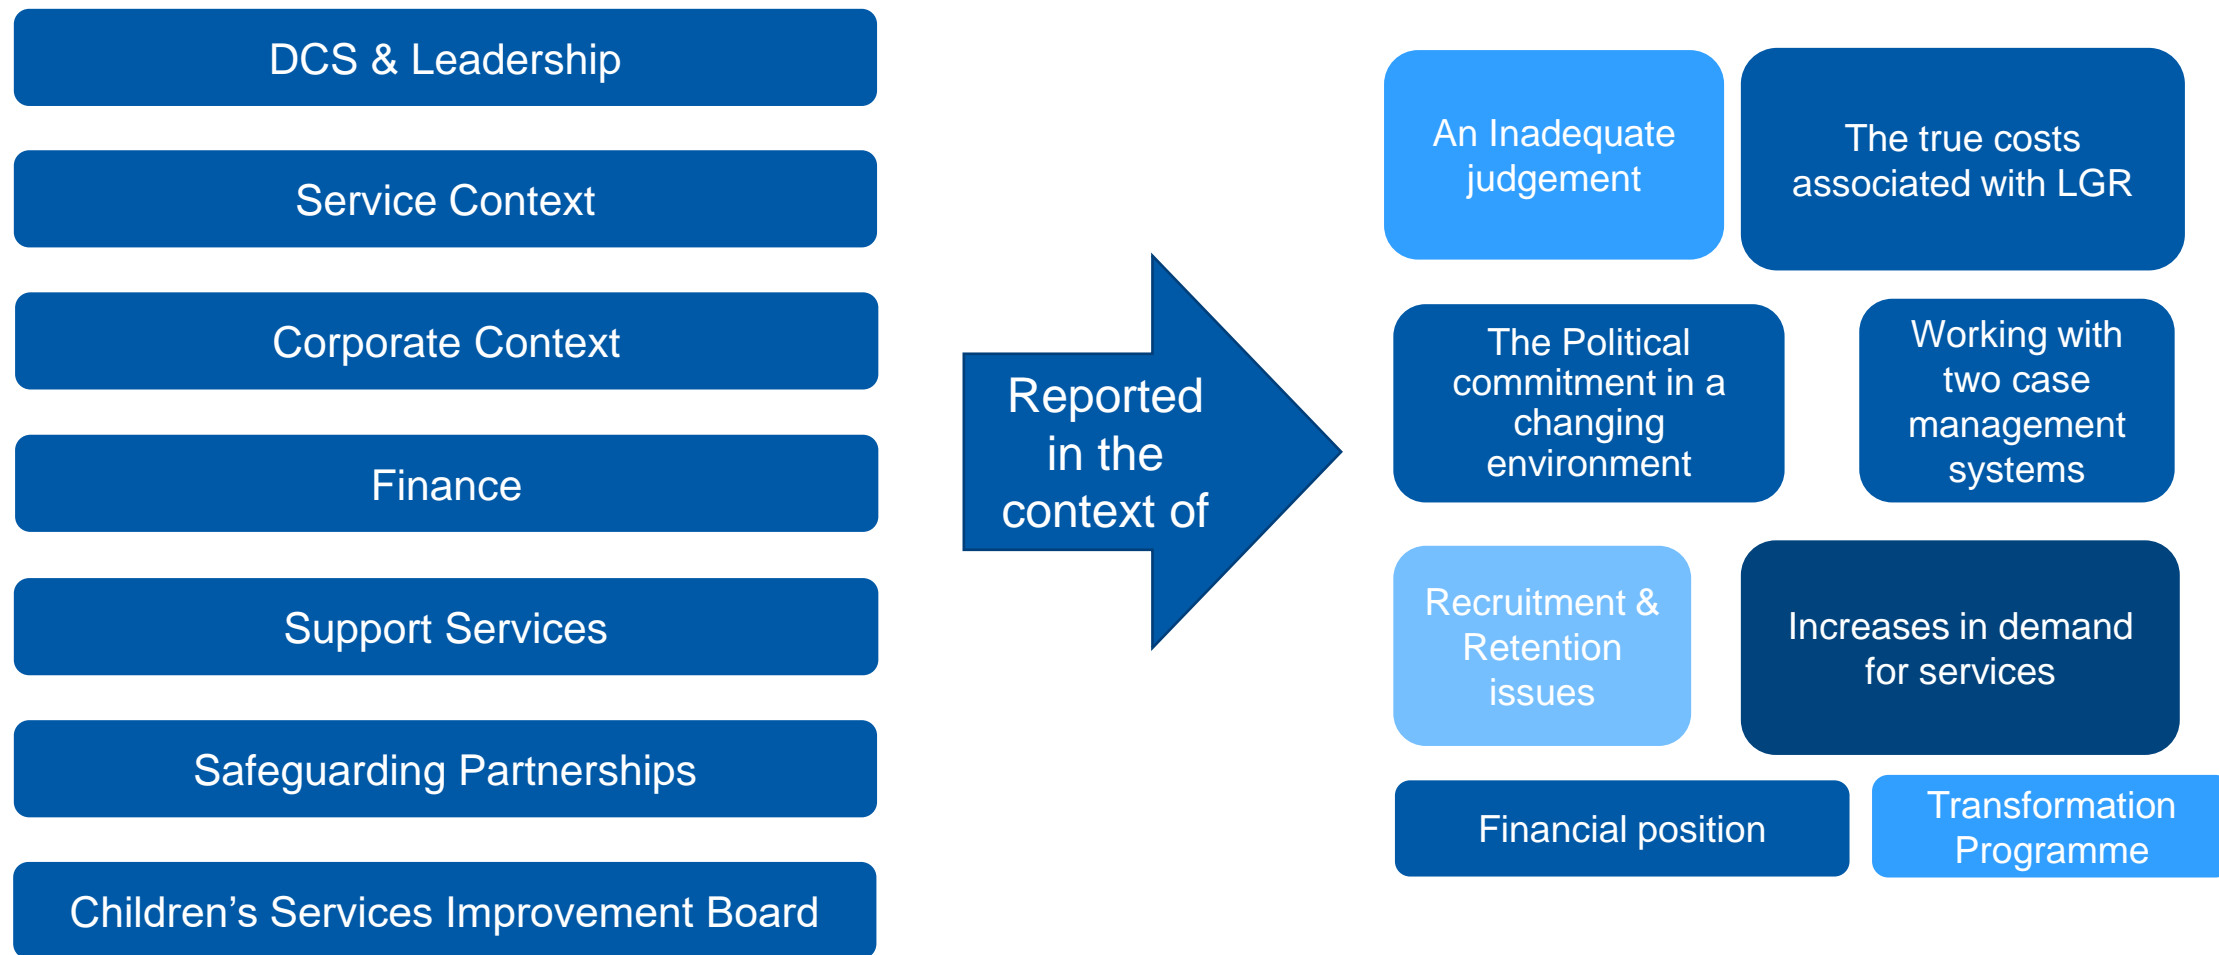 DCS & Leadership
Service Context
Corporate Context
Finance
Support Services
Safeguarding Partnerships
Children’s Services Improvement Board
Reported
in the
context of
An Inadequate
judgement
The true costs
associated with LGR
The Political
commitment in a
changing
environment
Working with
two case
management
systems
Recruitment &
Retention
issues
Increases in demand
for services
Financial position
Transformation
Programme